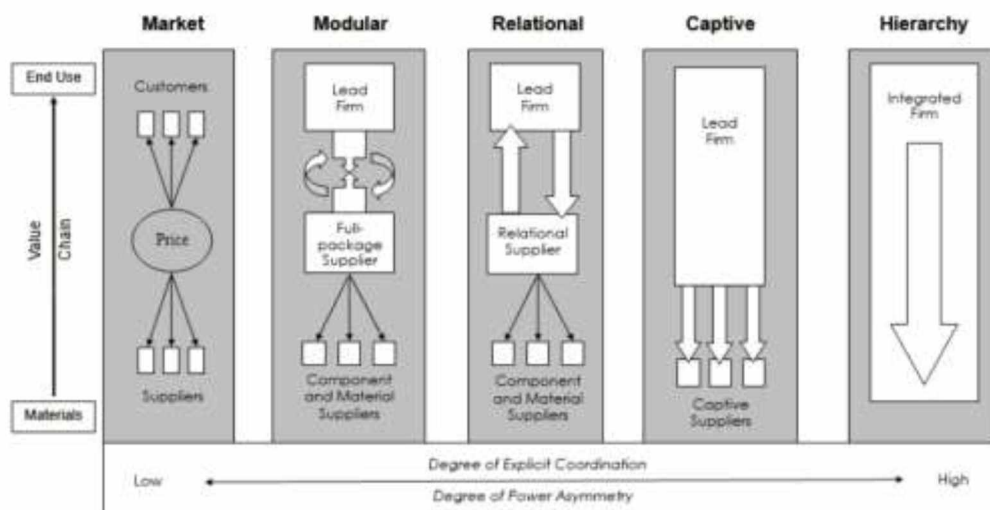 Market
Modular
Relational
Captive
Hierarchy
End Use
Value
Chain
Materials
Customers
Price
Suppliers
Lead
Firm
Full-
package
Supplier
Component
and Material
Suppliers
Lead
Firm
Relational
Supplier
Component
and Material
Suppliers
Lead
Firm
Captive
Suppliers
Integrated
Firm
Degree of Explicit Coordination
Low
High
Degree of Power Asymmetry